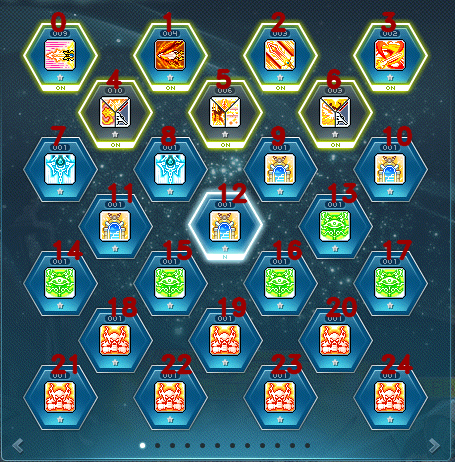 0 1 2 3
009 004 003 002
ON ON ON ON
4 5 6
010 006 003
ON ON ON
7 8 9 10
001 001 001 001
11 12 13
001 001 001
N
14 15 16 17
001 001 001 001
18 19 20
001 001 001
21 22 23 24
001 001 001 001